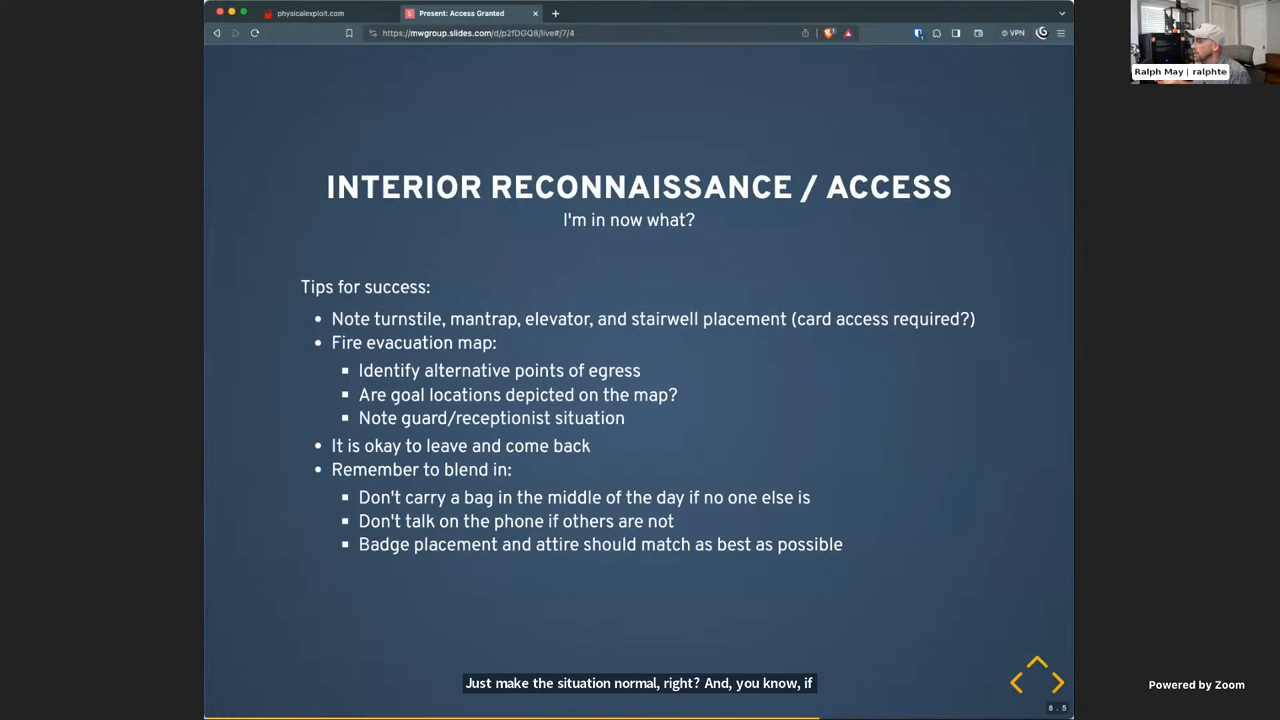 physicalexploit.com
Present: Access Granted
https://mwgroup.slides.com/d/p2fDGQ8/live#/7/4
VPN
Ralph May | ralphte
INTERIOR RECONNAISSANCE / ACCESS
I'm in now what?
Tips for success:
Note turnstile, mantrap, elevator, and stairwell placement (card access required?)
Fire evacuation map:
Identify alternative points of egress
Are goal locations depicted on the map?
Note guard/receptionist situation
It is okay to leave and come back
Remember to blend in:
Don't carry a bag in the middle of the day if no one else is
Don't talk on the phone if others are not
Badge placement and attire should match as best as possible
Just make the situation normal, right? And, you know, if
Powered by Zoom
8.5